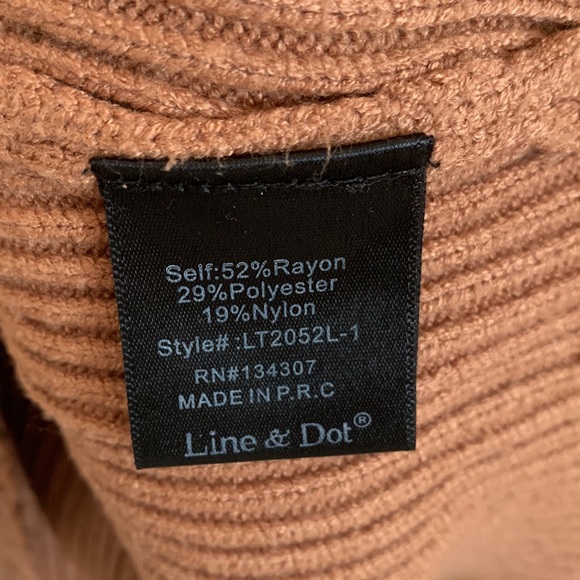 Self:52%Rayon
29%Polyester
19%Nylon
Style#:LT2052L-1
RN#134307
MADE IN P.R.C
Line & Dot®